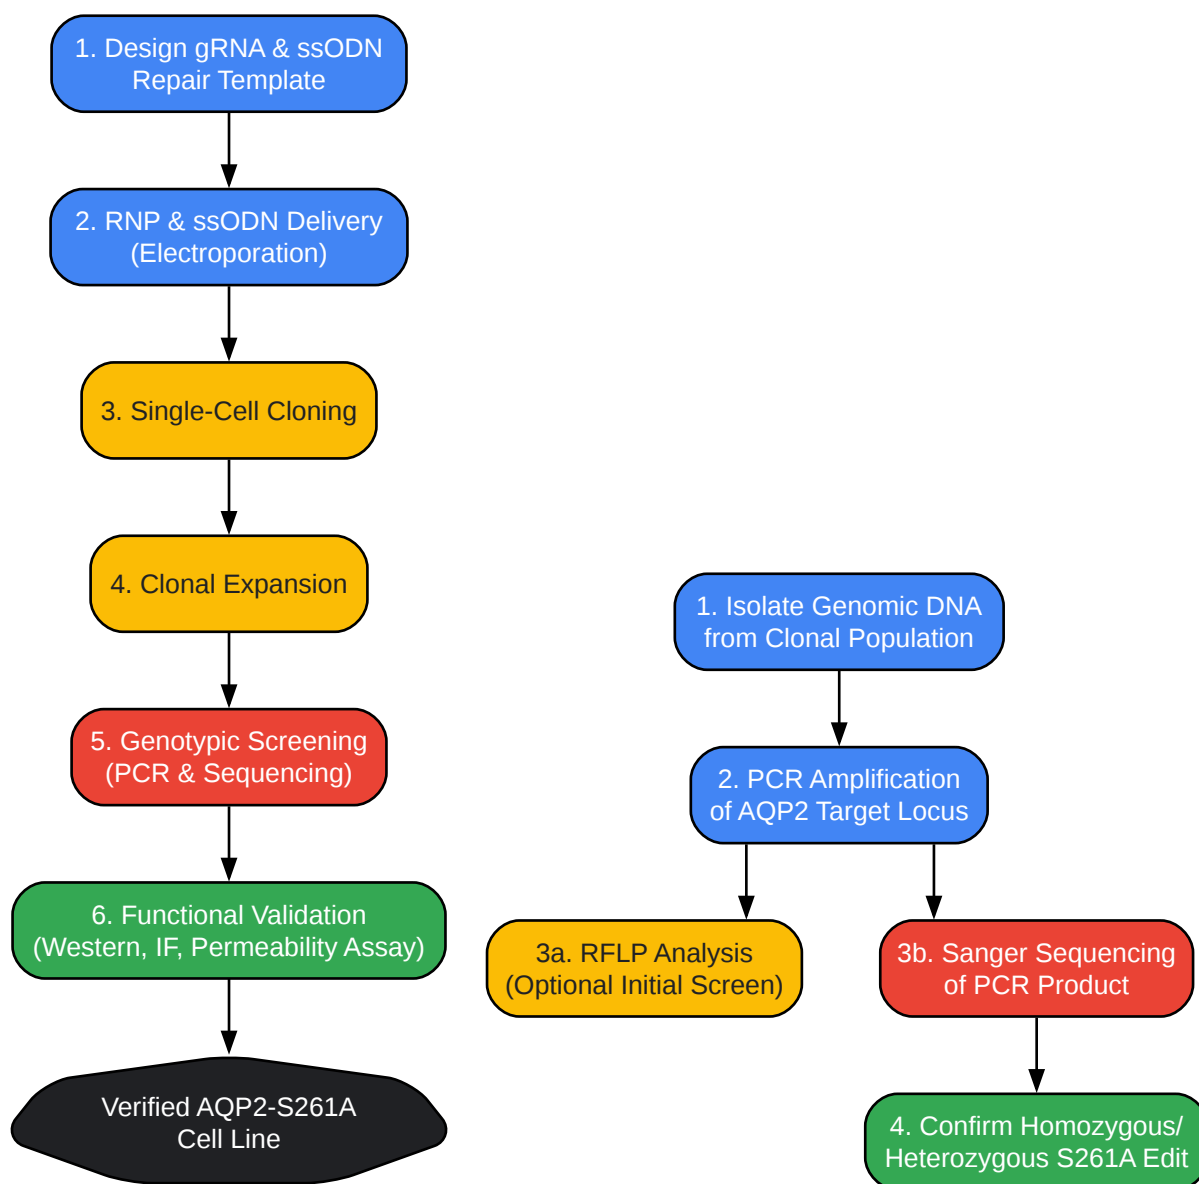 1. Design gRNA & ssODN
Repair Template
2. RNP & ssODN Delivery
(Electroporation)
3. Single-Cell Cloning
4. Clonal Expansion
5. Genotypic Screening
(PCR & Sequencing)
6. Functional Validation
(Western, IF, Permeability Assay)
Verified AQP2-S261A
Cell Line
1. Isolate Genomic DNA
from Clonal Population
2. PCR Amplification
of AQP2 Target Locus
3a. RFLP Analysis
(Optional Initial Screen)
3b. Sanger Sequencing
of PCR Product
4. Confirm Homozygous/
Heterozygous S261A Edit